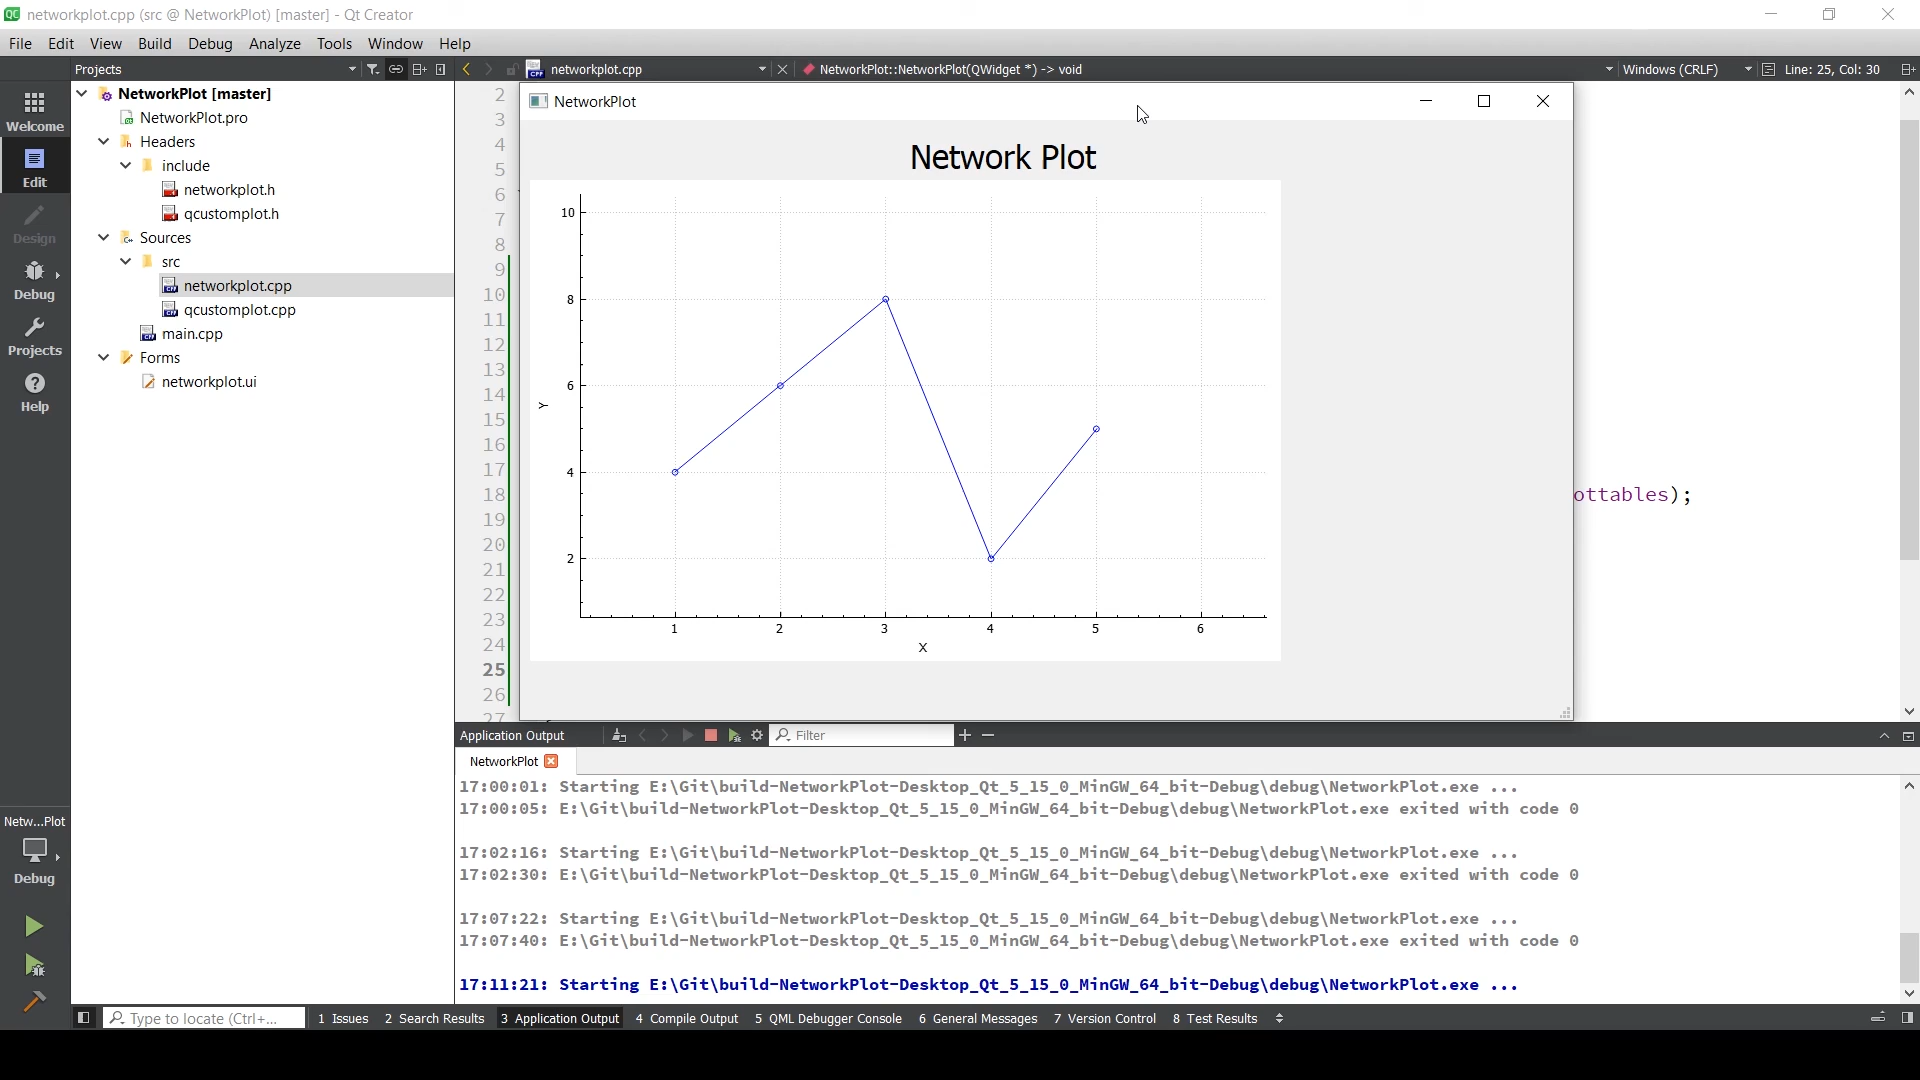 networkplot.cpp (src @ NetworkPlot) [master] - Qt Creator
File Edit View Build Debug Analyze Tools Window Help
Projects networkplot.cpp NetworkPlot::NetworkPlot(QWidget *) -> void Windows (CRLF) Line: 25, Col: 30
Welcome
Edit
Design
Debug
Projects
Help
Netw...Plot
Debug
NetworkPlot [master]
NetworkPlot.pro
Headers
include
networkplot.h
qcustomplot.h
Sources
src
networkplot.cpp
qcustomplot.cpp
main.cpp
Forms
networkplot.ui
2
3
4
5
6
7
8
9
10
11
12
13
14
15
16
17
18
19
20
21
22
23
24
25
26
27
NetworkPlot
Network Plot
10
8
6
4
2
Y
1 2 3 4 5 6
X
ottables);
Application Output Filter
NetworkPlot
17:00:01: Starting E:\Git\build-NetworkPlot-Desktop_Qt_5_15_0_MinGW_64_bit-Debug\debug\NetworkPlot.exe ...
17:00:05: E:\Git\build-NetworkPlot-Desktop_Qt_5_15_0_MinGW_64_bit-Debug\debug\NetworkPlot.exe exited with code 0
17:02:16: Starting E:\Git\build-NetworkPlot-Desktop_Qt_5_15_0_MinGW_64_bit-Debug\debug\NetworkPlot.exe ...
17:02:30: E:\Git\build-NetworkPlot-Desktop_Qt_5_15_0_MinGW_64_bit-Debug\debug\NetworkPlot.exe exited with code 0
17:07:22: Starting E:\Git\build-NetworkPlot-Desktop_Qt_5_15_0_MinGW_64_bit-Debug\debug\NetworkPlot.exe ...
17:07:40: E:\Git\build-NetworkPlot-Desktop_Qt_5_15_0_MinGW_64_bit-Debug\debug\NetworkPlot.exe exited with code 0
17:11:21: Starting E:\Git\build-NetworkPlot-Desktop_Qt_5_15_0_MinGW_64_bit-Debug\debug\NetworkPlot.exe ...
Type to locate (Ctrl+... 1 Issues 2 Search Results 3 Application Output 4 Compile Output 5 QML Debugger Console 6 General Messages 7 Version Control 8 Test Results